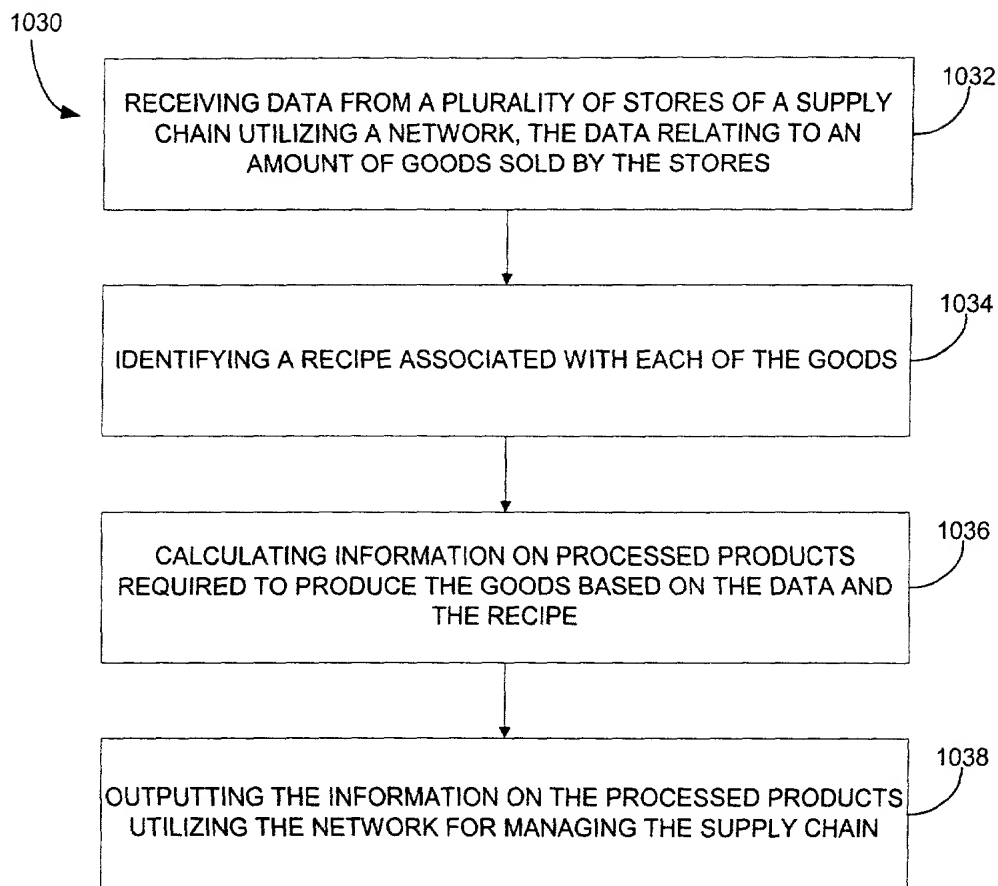 1030
1032
RECEIVING DATA FROM A PLURALITY OF STORES OF A SUPPLY
CHAIN UTILIZING A NETWORK, THE DATA RELATING TO AN
AMOUNT OF GOODS SOLD BY THE STORES
1034
IDENTIFYING A RECIPE ASSOCIATED WITH EACH OF THE GOODS
1036
CALCULATING INFORMATION ON PROCESSED PRODUCTS
REQUIRED TO PRODUCE THE GOODS BASED ON THE DATA AND
THE RECIPE
1038
OUTPUTTING THE INFORMATION ON THE PROCESSED PRODUCTS
UTILIZING THE NETWORK FOR MANAGING THE SUPPLY CHAIN